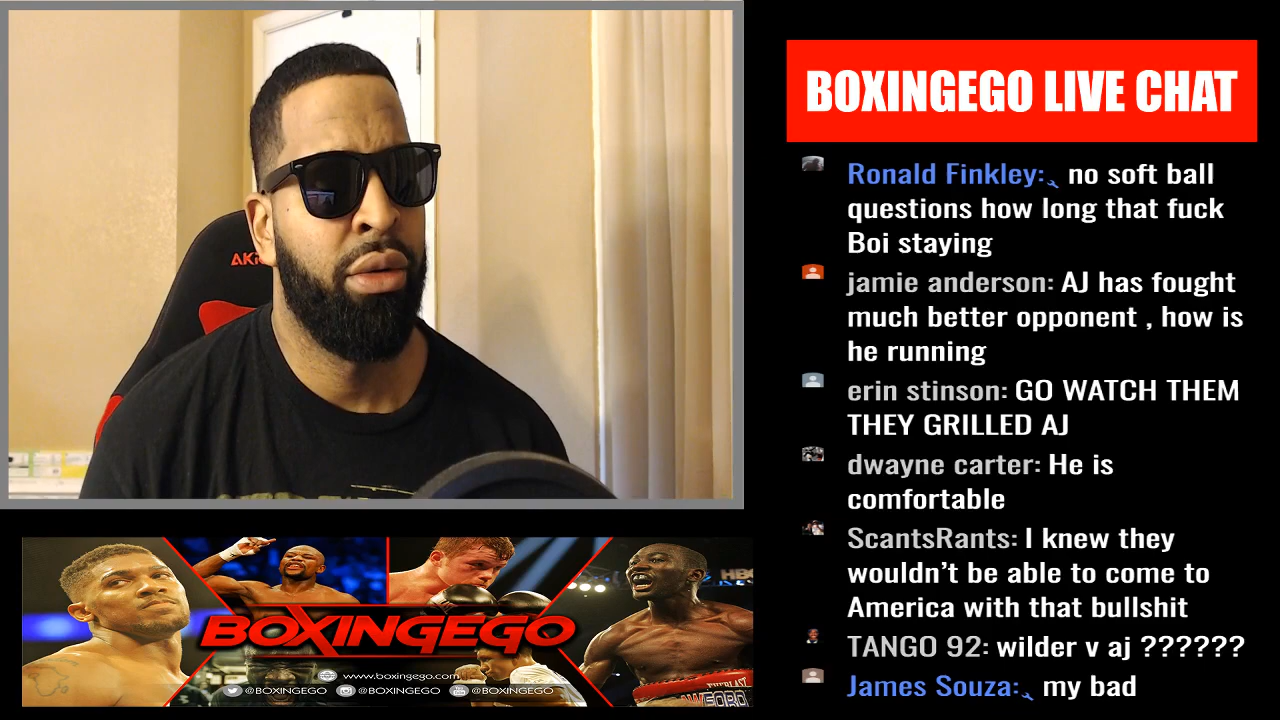 BOXINGEGO LIVE CHAT
Ronald Finkley: no soft ball
questions how long that fuck
Boi staying
jamie anderson: AJ has fought
much better opponent , how is
he running
erin stinson: GO WATCH THEM
THEY GRILLED AJ
dwayne carter: He is
comfortable
ScantsRants: I knew they
wouldn't be able to come to
America with that bullshit
TANGO 92: wilder v aj ??????
James Souza: my bad
HBO
BOXINGEGO
www.boxingego.com
@BOXINGEGO @BOXINGEGO @BOXINGEGO